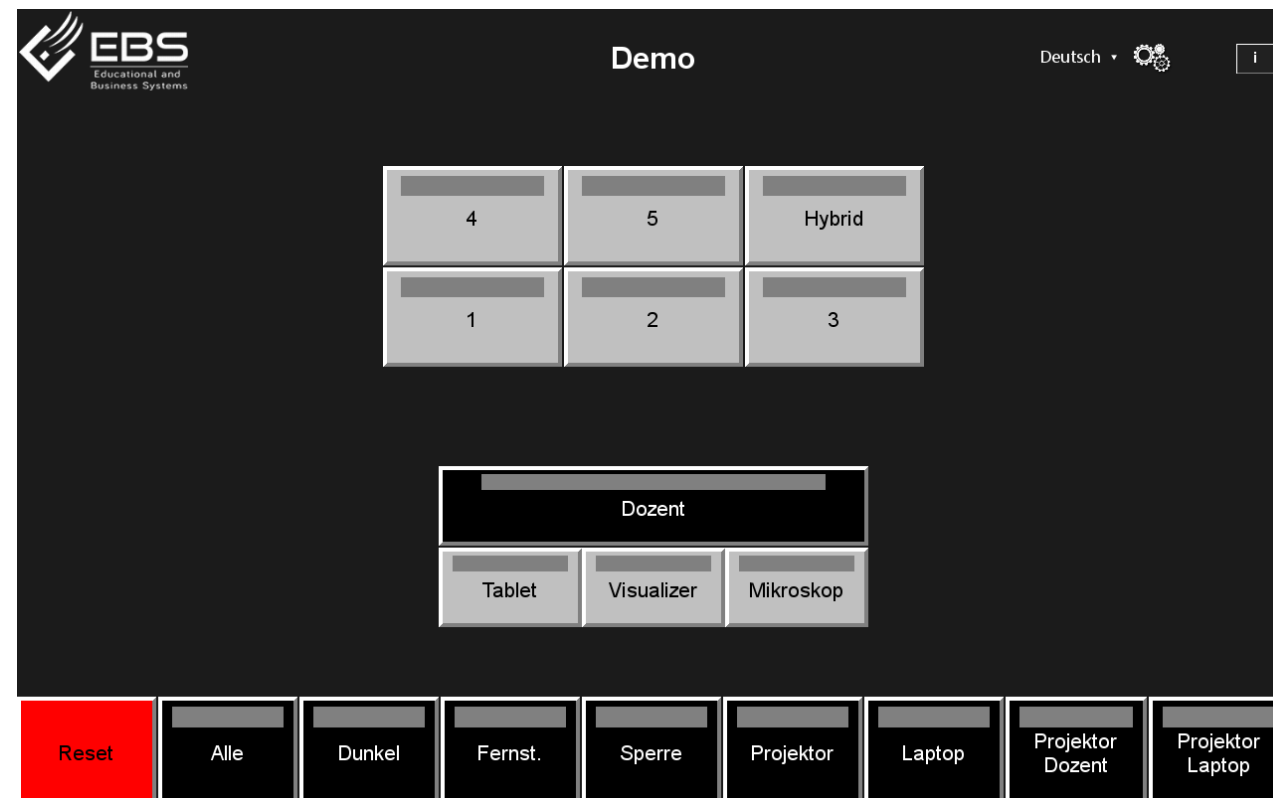 EBS
Educational and
Business Systems
Demo
Deutsch
i
4
5
Hybrid
1
2
3
Dozent
Tablet
Visualizer
Mikroskop
Reset
Alle
Dunkel
Fernst.
Sperre
Projektor
Laptop
Projektor
Dozent
Projektor
Laptop